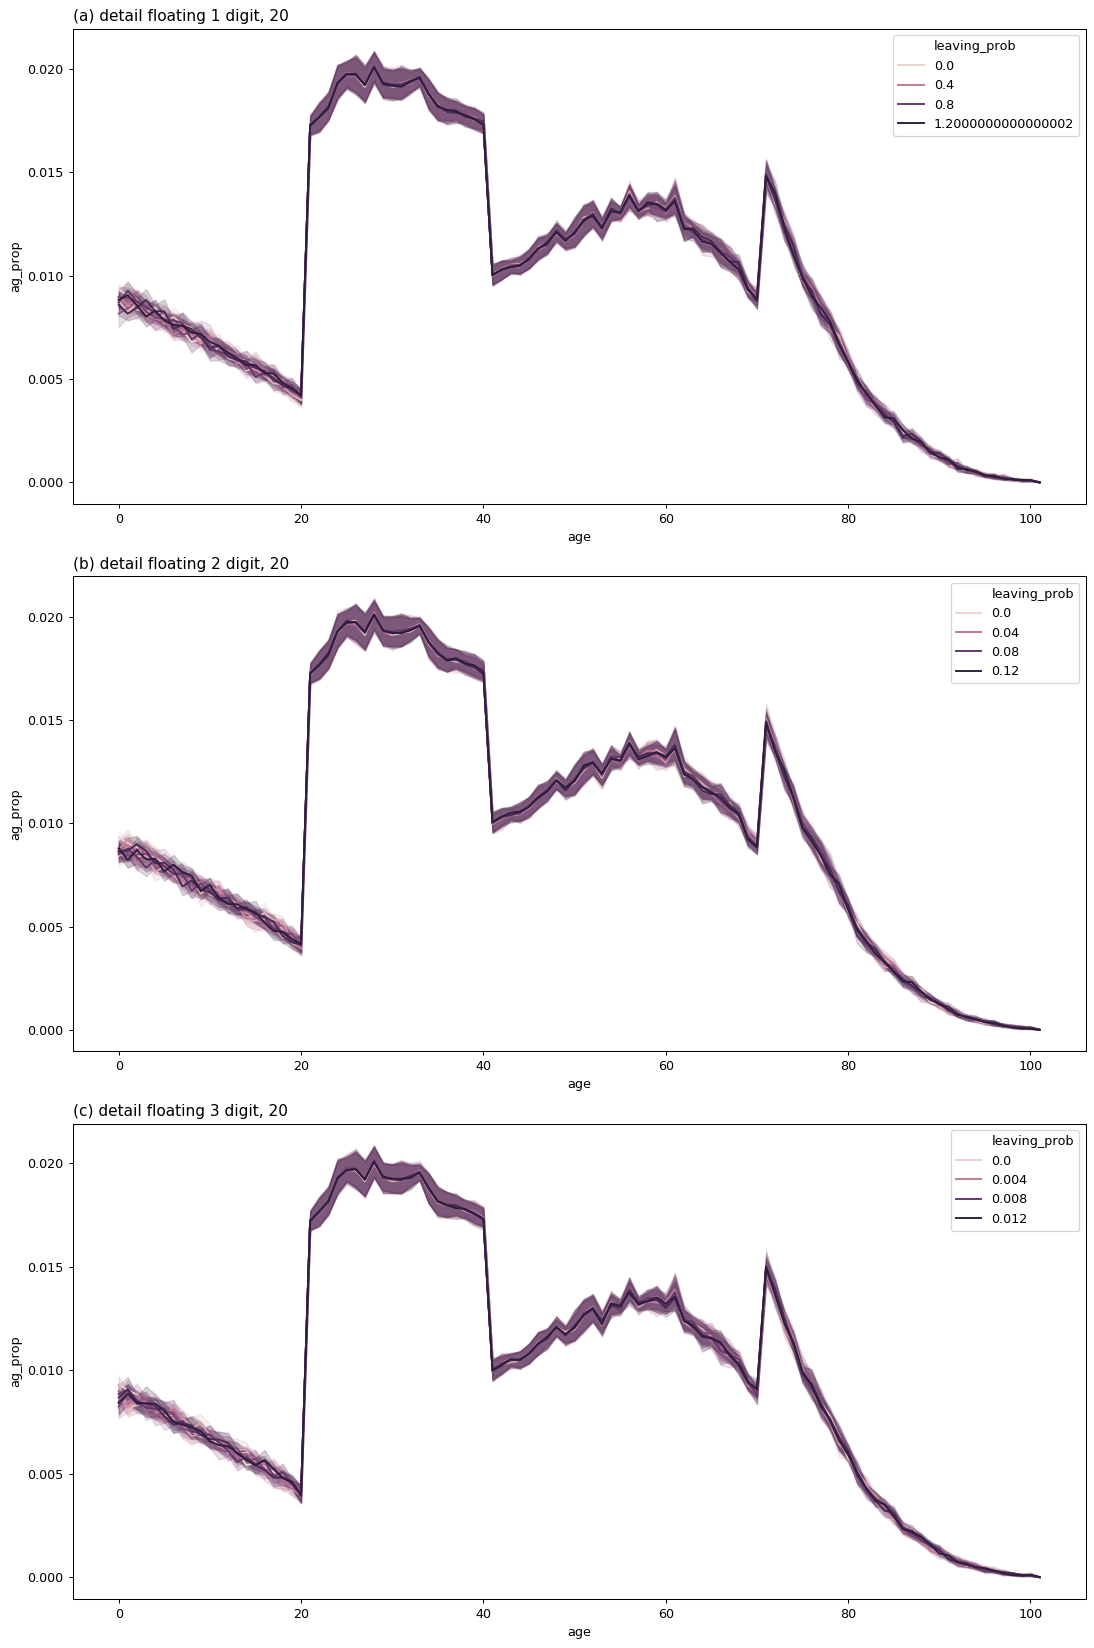 (a) detail floating 1 digit, 20
leaving_prob
0.0
0.4
0.8
1.2000000000000002
0.020
0.015
0.010
0.005
0.000
ag_prop
0 20 40 60 80 100
age
(b) detail floating 2 digit, 20
leaving_prob
0.0
0.04
0.08
0.12
0.020
0.015
0.010
0.005
0.000
ag_prop
0 20 40 60 80 100
age
(c) detail floating 3 digit, 20
leaving_prob
0.0
0.004
0.008
0.012
0.020
0.015
0.010
0.005
0.000
ag_prop
0 20 40 60 80 100
age